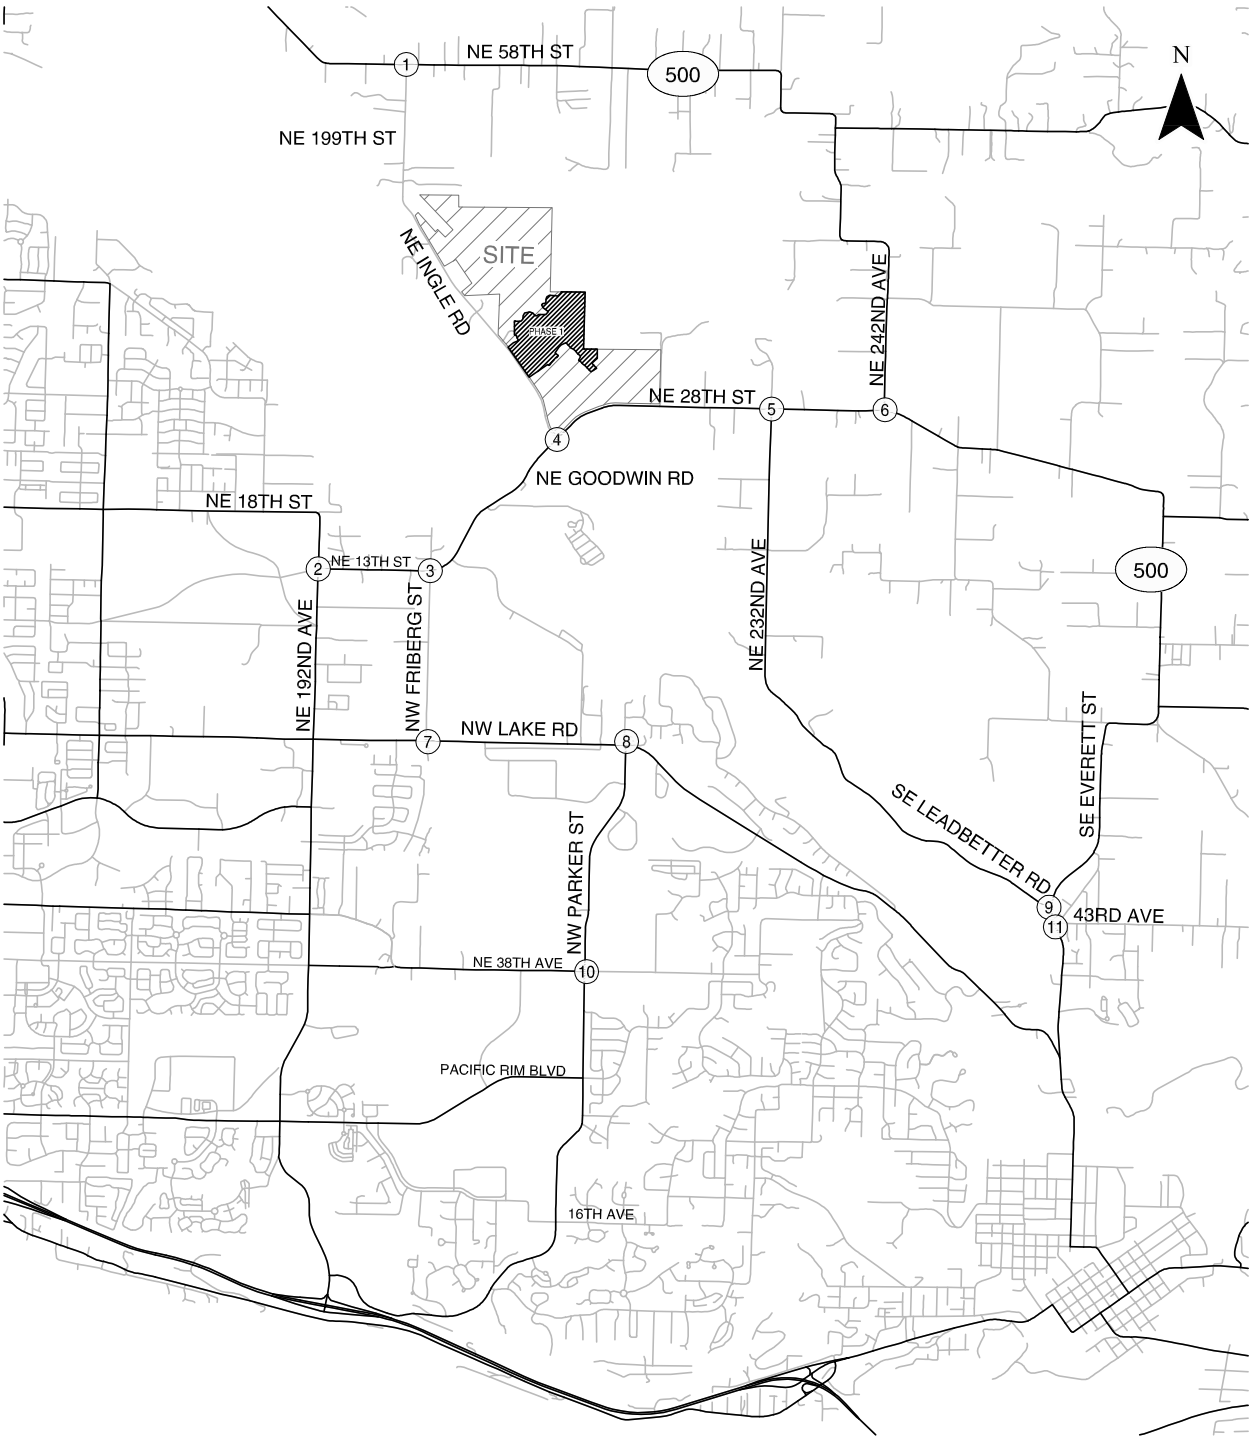 NE 58TH ST
1
500
N
NE 199TH ST
SITE
NE INGLE RD
NE 242ND AVE
PHASE 1
NE 28TH ST
5
6
4
NE GOODWIN RD
NE 18TH ST
NE 13TH ST
2
3
500
NE 232ND AVE
NE 192ND AVE
NW FRIBERG ST
SE EVERETT ST
NW LAKE RD
7
8
SE LEADBETTER RD
NW PARKER ST
9
43RD AVE
11
NE 38TH AVE
10
PACIFIC RIM BLVD
16TH AVE